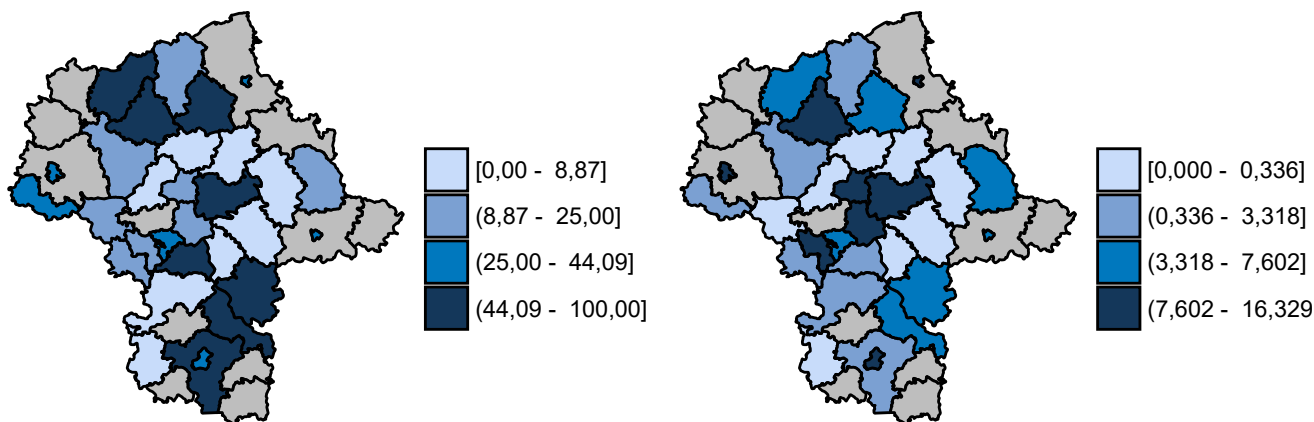 [0,00 - 8,87]
(8,87 - 25,00]
(25,00 - 44,09]
(44,09 - 100,00]
[0,000 - 0,336]
(0,336 - 3,318]
(3,318 - 7,602]
(7,602 - 16,329